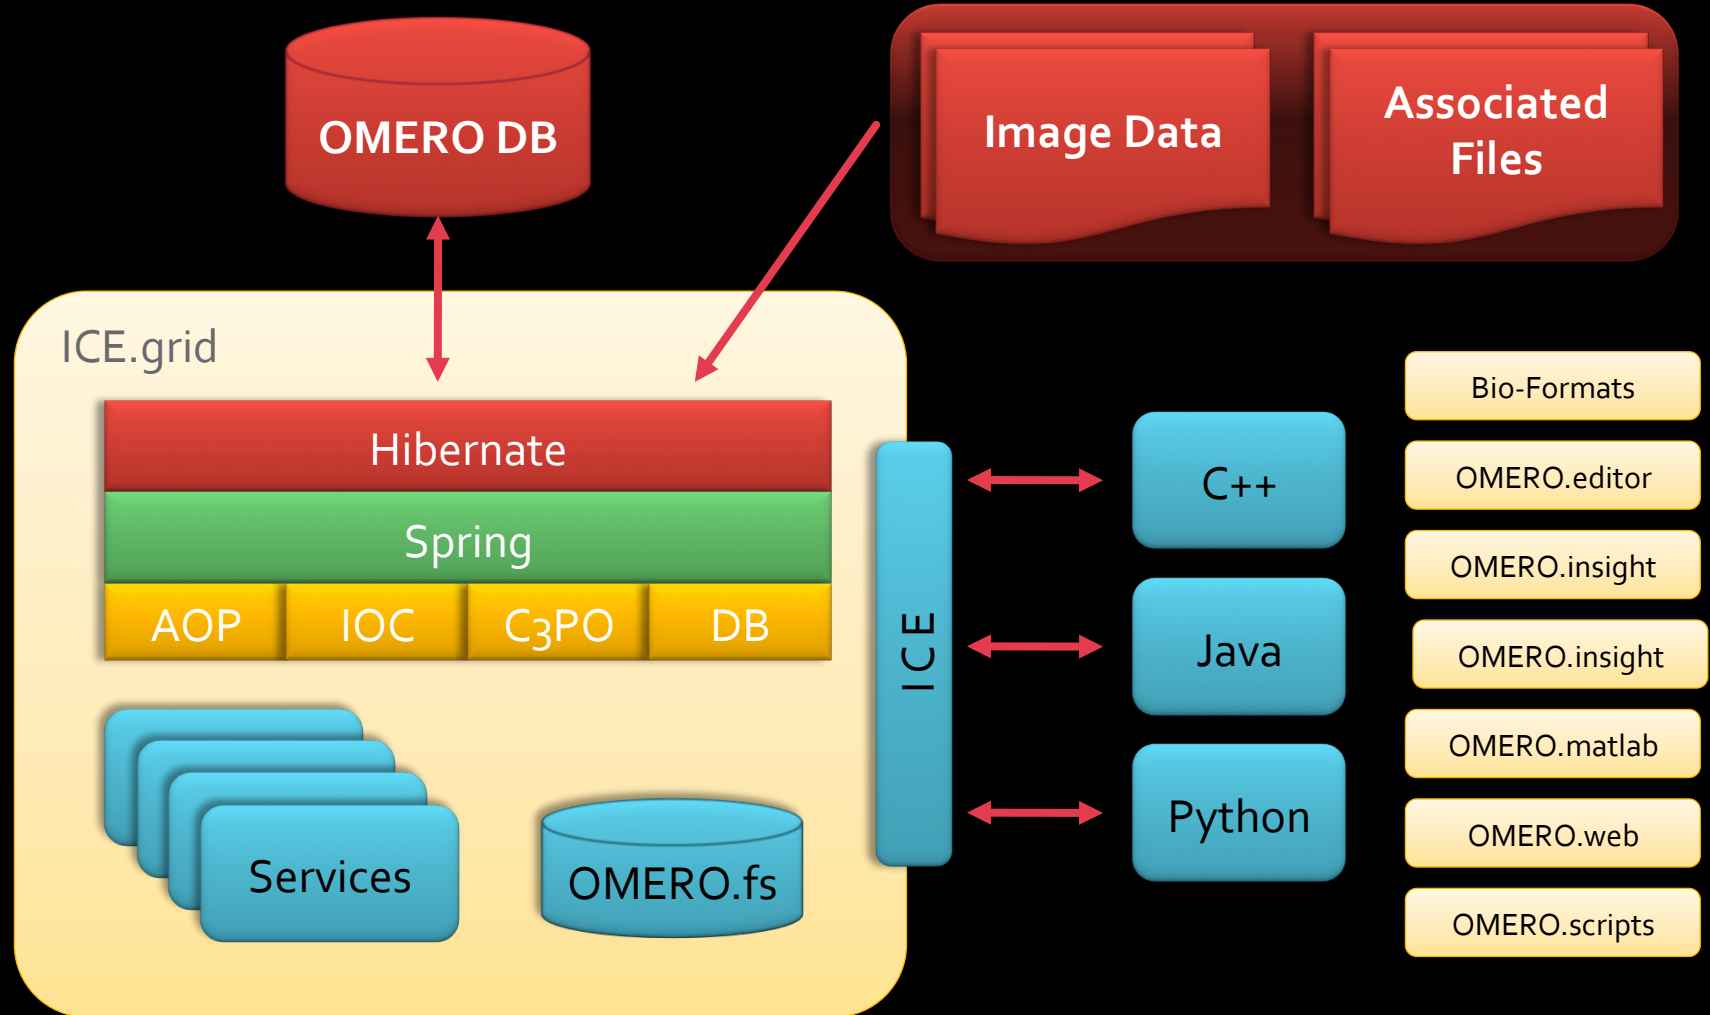 OMERO DB
Image Data
Associated
Files
ICE.grid
Hibernate
Spring
AOP
IOC
C3PO
DB
Services
OMERO.fs
ICE
C++
Java
Python
Bio-Formats
OMERO.editor
OMERO.insight
OMERO.insight
OMERO.matlab
OMERO.web
OMERO.scripts